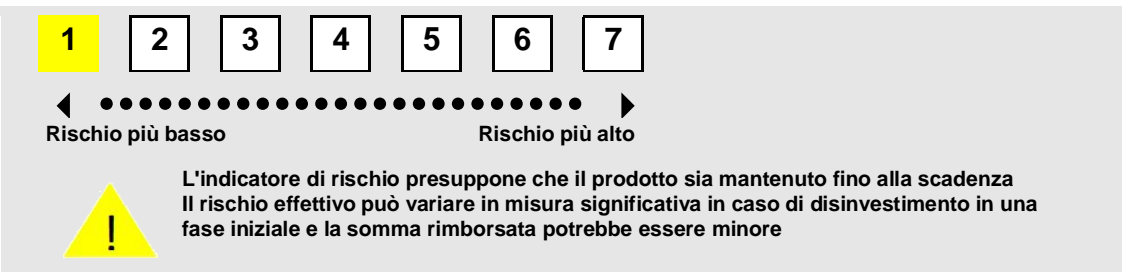 1 2 3 4 5 6 7
Rischio più basso Rischio più alto
L'indicatore di rischio presuppone che il prodotto sia mantenuto fino alla scadenza
Il rischio effettivo può variare in misura significativa in caso di disinvestimento in una
! fase iniziale e la somma rimborsata potrebbe essere minore